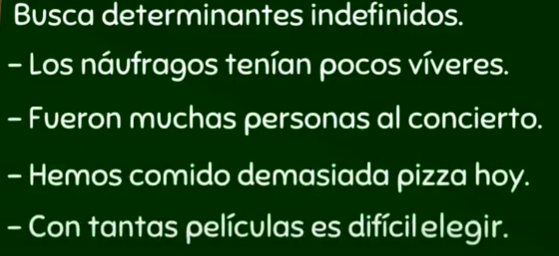 Busca determinantes indefinidos.
- Los náufragos tenían pocos víveres.
- Fueron muchas personas al concierto.
- Hemos comido demasiada pizza hoy.
- Con tantas películas es difícil elegir.